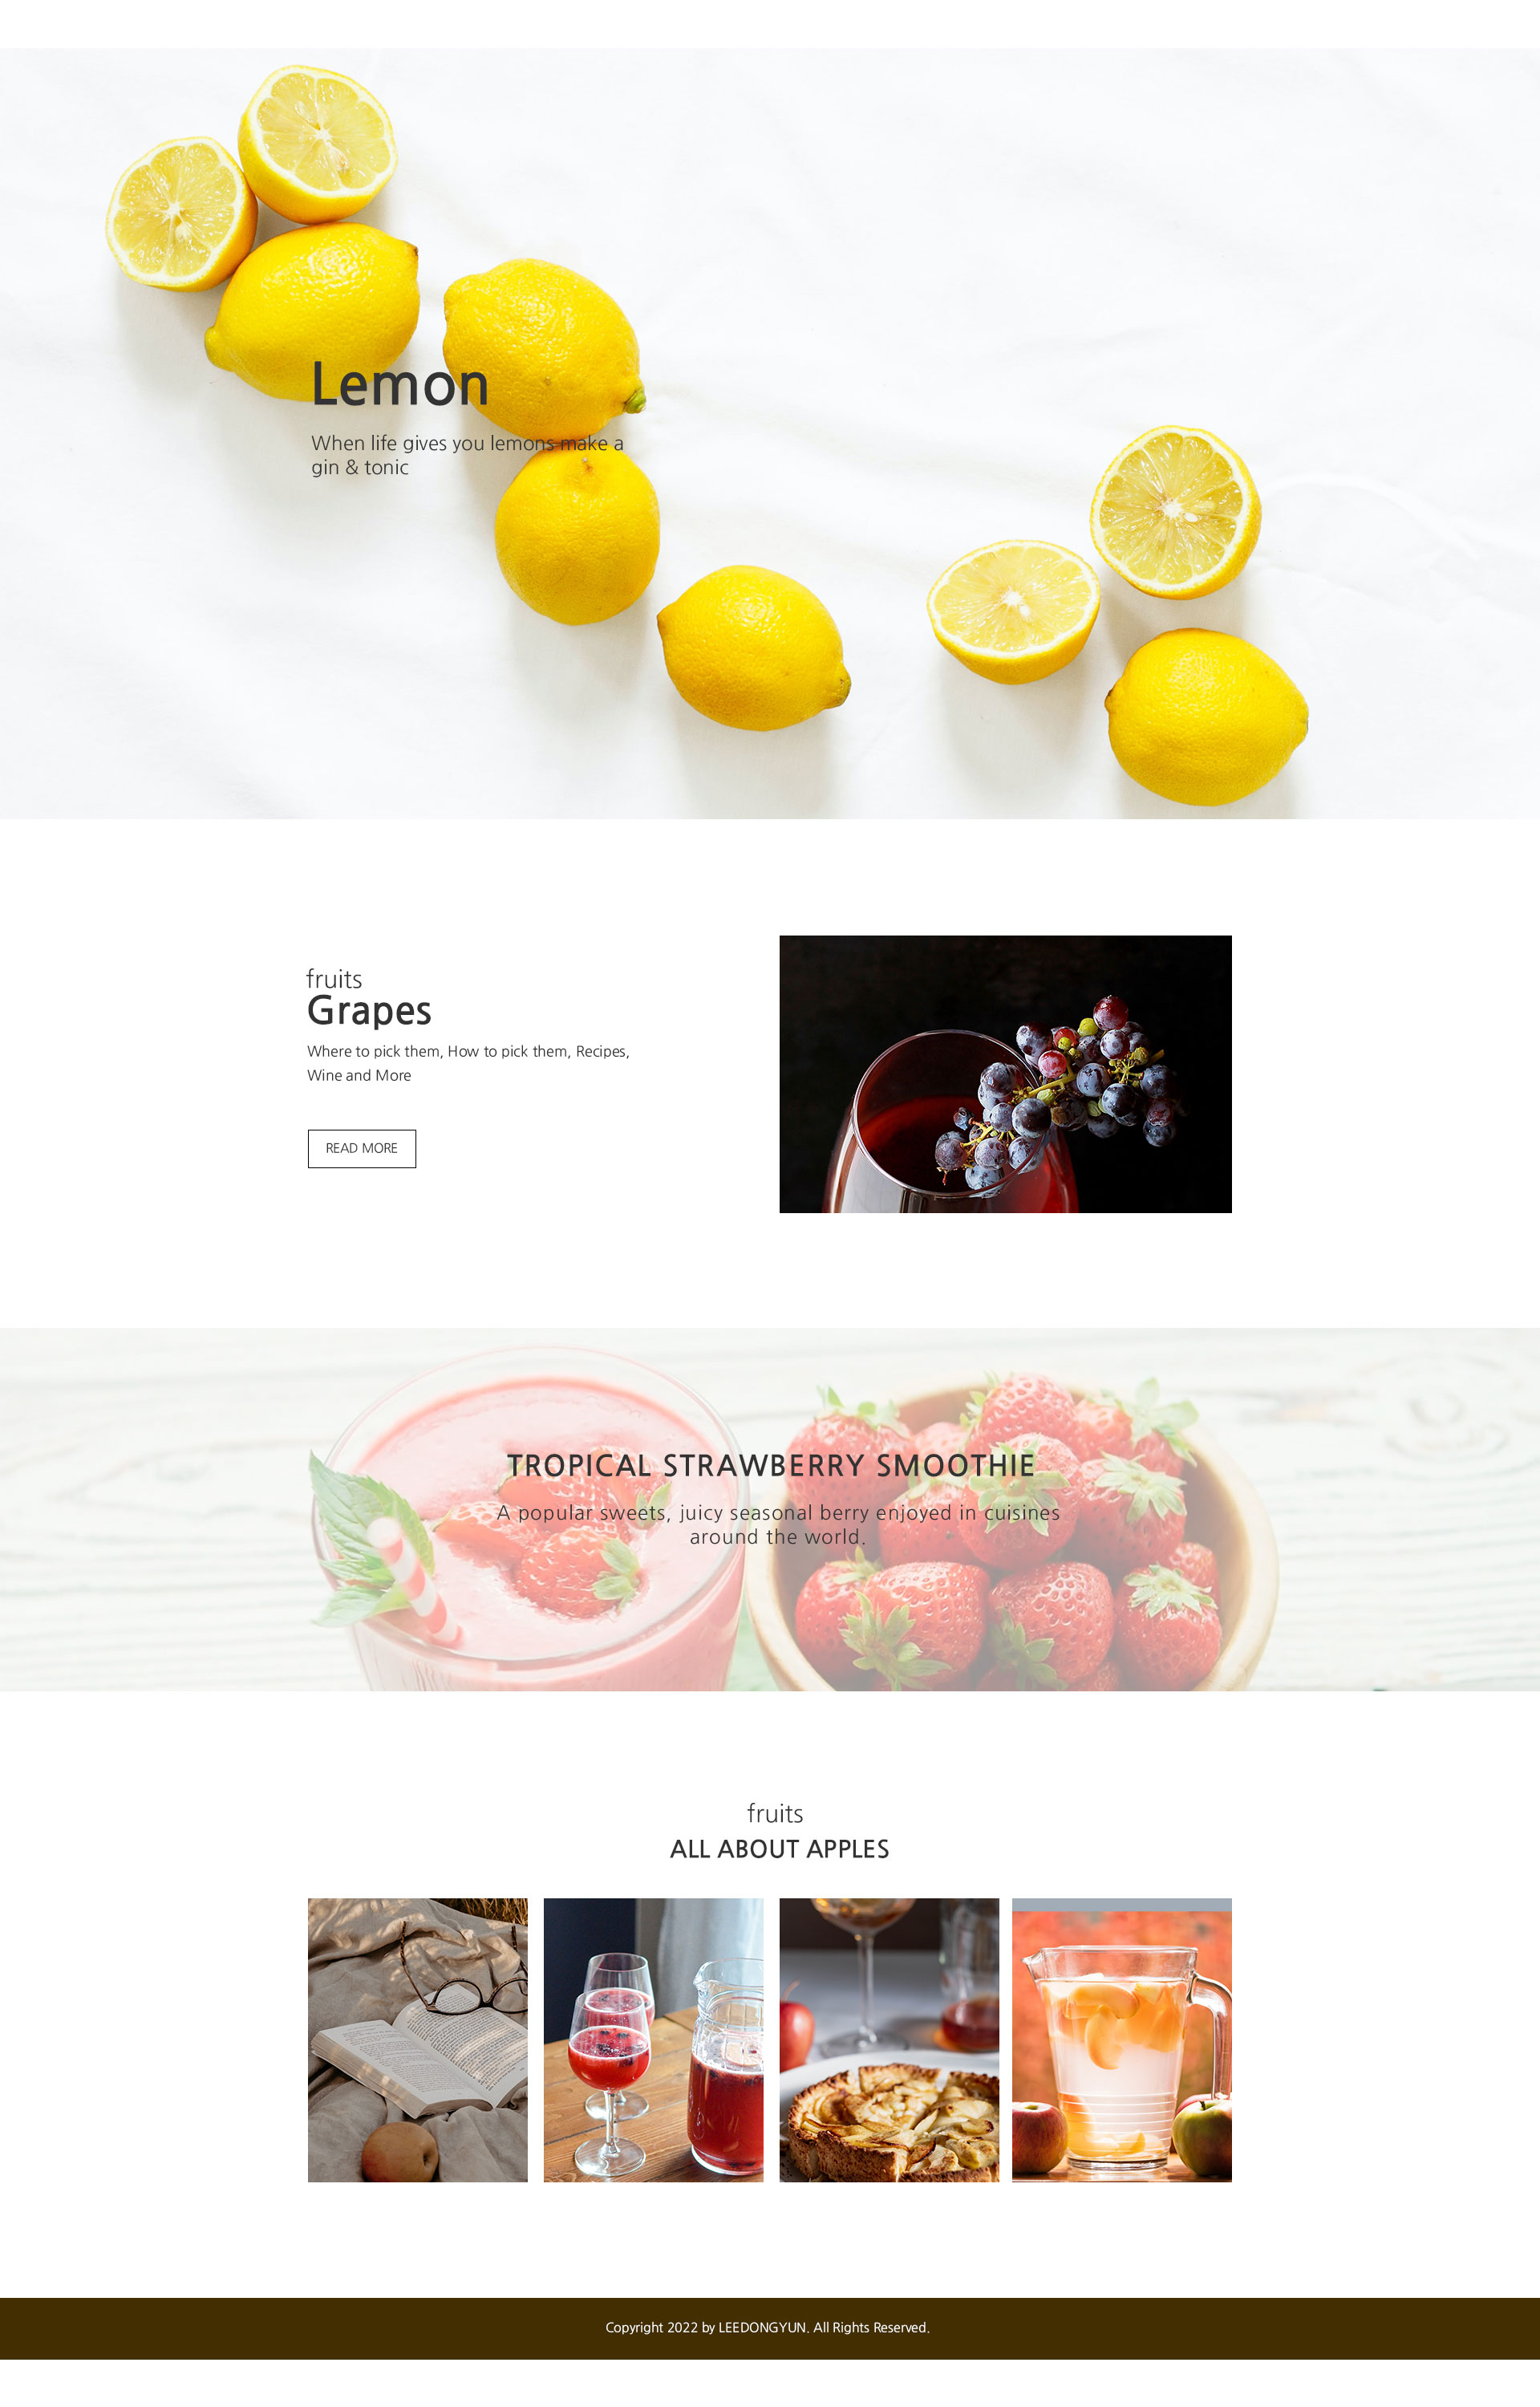 Lemon
When life gives you lemons make a
gin & tonic
fruits
Grapes
Where to pick them, How to pick them, Recipes,
Wine and More
READ MORE
TROPICAL STRAWBERRY SMOOTHIE
A popular sweets, juicy seasonal berry enjoyed in cuisines
around the world.
fruits
ALL ABOUT APPLES
Copyright 2022 by LEEDONGYUN. All Rights Reserved.